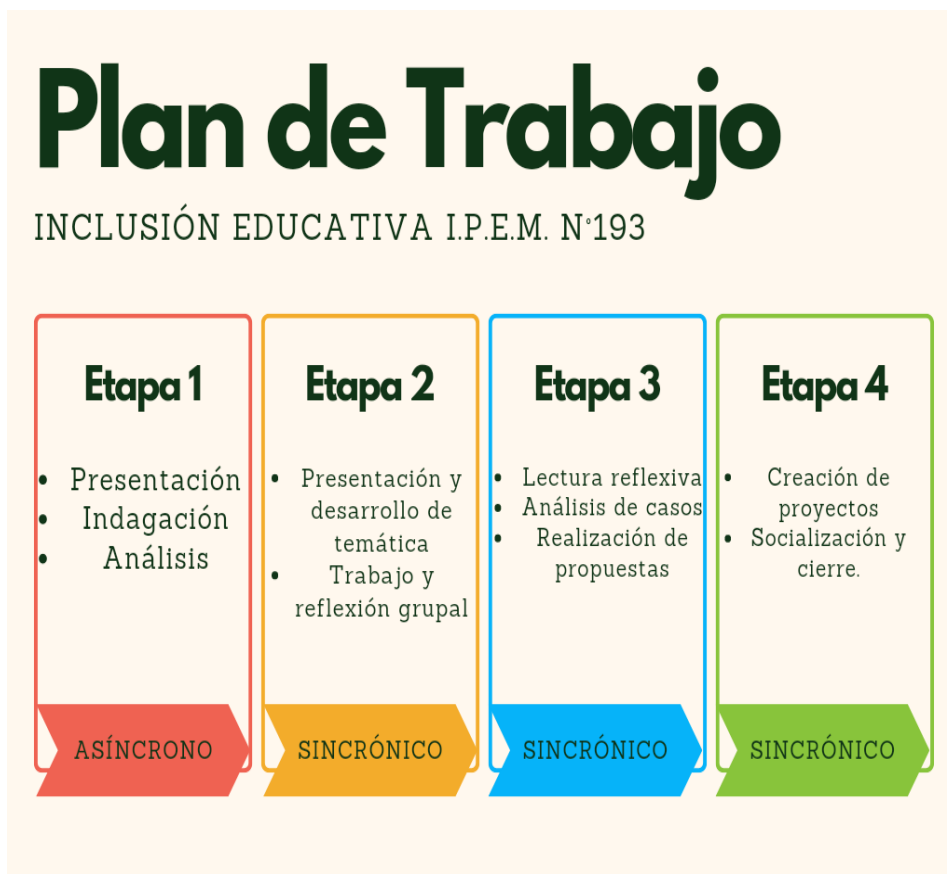 Plan de Trabajo
INCLUSIÓN EDUCATIVA I.P.E.M. N°193
Etapa 1
• Presentación
• Indagación
• Análisis
ASÍNCRONO
Etapa 2
• Presentación y
desarrollo de
temática
• Trabajo y
reflexión grupal
SINCRÓNICO
Etapa 3
• Lectura reflexiva
• Análisis de casos
• Realización de
propuestas
SINCRÓNICO
Etapa 4
• Creación de
proyectos
• Socialización y
cierre.
SINCRÓNICO